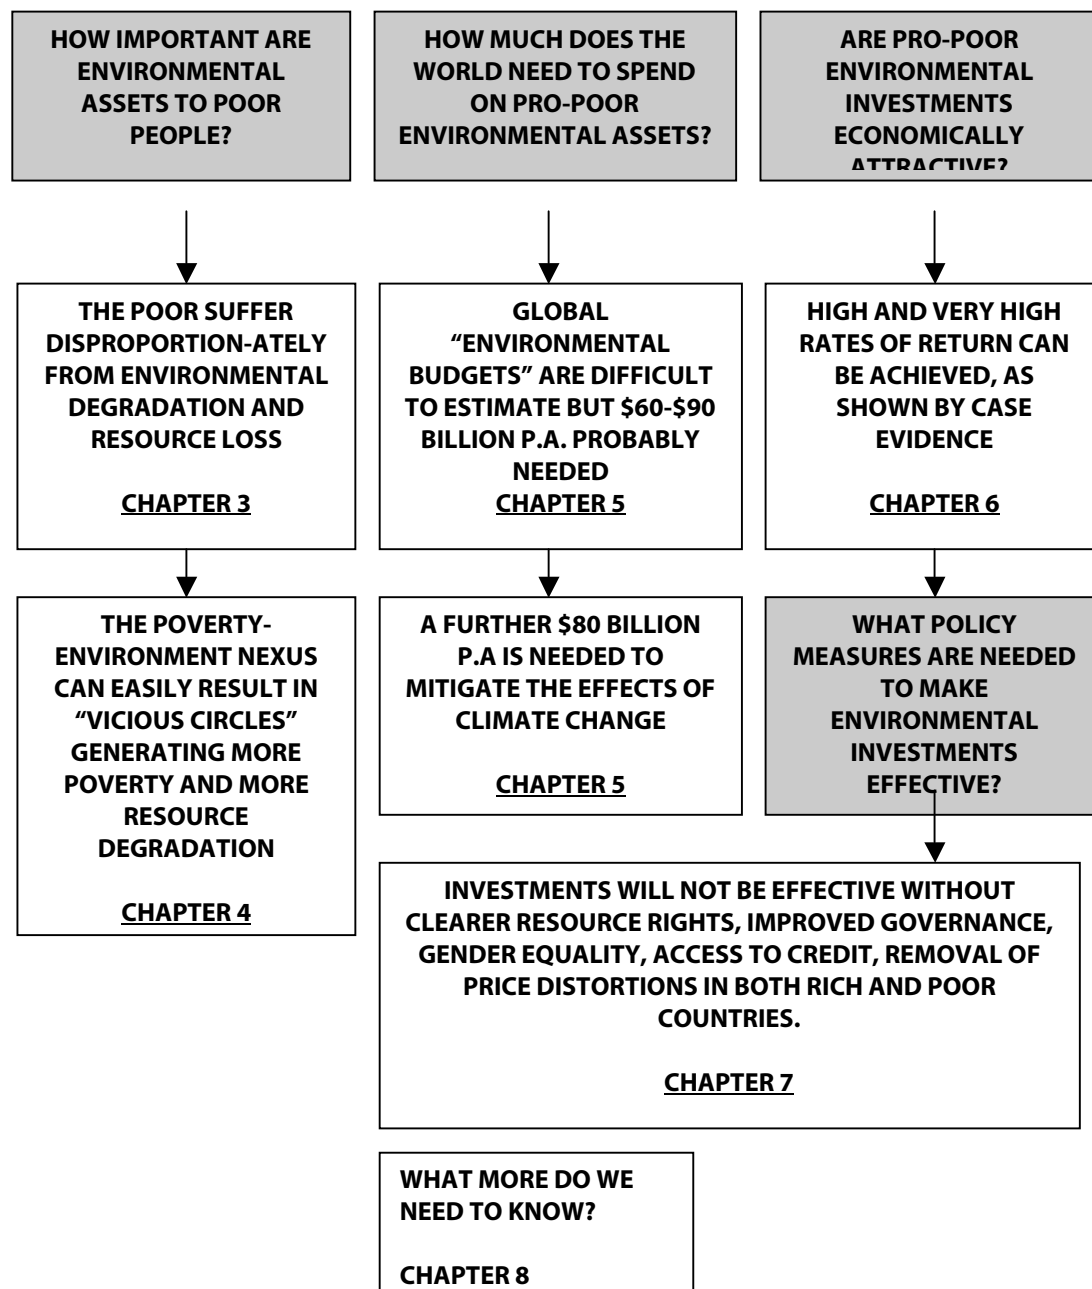 HOW IMPORTANT ARE
ENVIRONMENTAL
ASSETS TO POOR
PEOPLE?
HOW MUCH DOES THE
WORLD NEED TO SPEND
ON PRO-POOR
ENVIRONMENTAL ASSETS?
ARE PRO-POOR
ENVIRONMENTAL
INVESTMENTS
ECONOMICALLY
ATTRACTIVE?
THE POOR SUFFER
DISPROPORTION-ATELY
FROM ENVIRONMENTAL
DEGRADATION AND
RESOURCE LOSS
CHAPTER 3
GLOBAL
“ENVIRONMENTAL
BUDGETS” ARE DIFFICULT
TO ESTIMATE BUT $60-$90
BILLION P.A. PROBABLY
NEEDED
CHAPTER 5
HIGH AND VERY HIGH
RATES OF RETURN CAN
BE ACHIEVED, AS
SHOWN BY CASE
EVIDENCE
CHAPTER 6
THE POVERTY-
ENVIRONMENT NEXUS
CAN EASILY RESULT IN
“VICIOUS CIRCLES”
GENERATING MORE
POVERTY AND MORE
RESOURCE
DEGRADATION
CHAPTER 4
A FURTHER $80 BILLION
P.A IS NEEDED TO
MITIGATE THE EFFECTS OF
CLIMATE CHANGE
CHAPTER 5
WHAT POLICY
MEASURES ARE NEEDED
TO MAKE
ENVIRONMENTAL
INVESTMENTS
EFFECTIVE?
INVESTMENTS WILL NOT BE EFFECTIVE WITHOUT
CLEARER RESOURCE RIGHTS, IMPROVED GOVERNANCE,
GENDER EQUALITY, ACCESS TO CREDIT, REMOVAL OF
PRICE DISTORTIONS IN BOTH RICH AND POOR
COUNTRIES.
CHAPTER 7
WHAT MORE DO WE
NEED TO KNOW?
CHAPTER 8